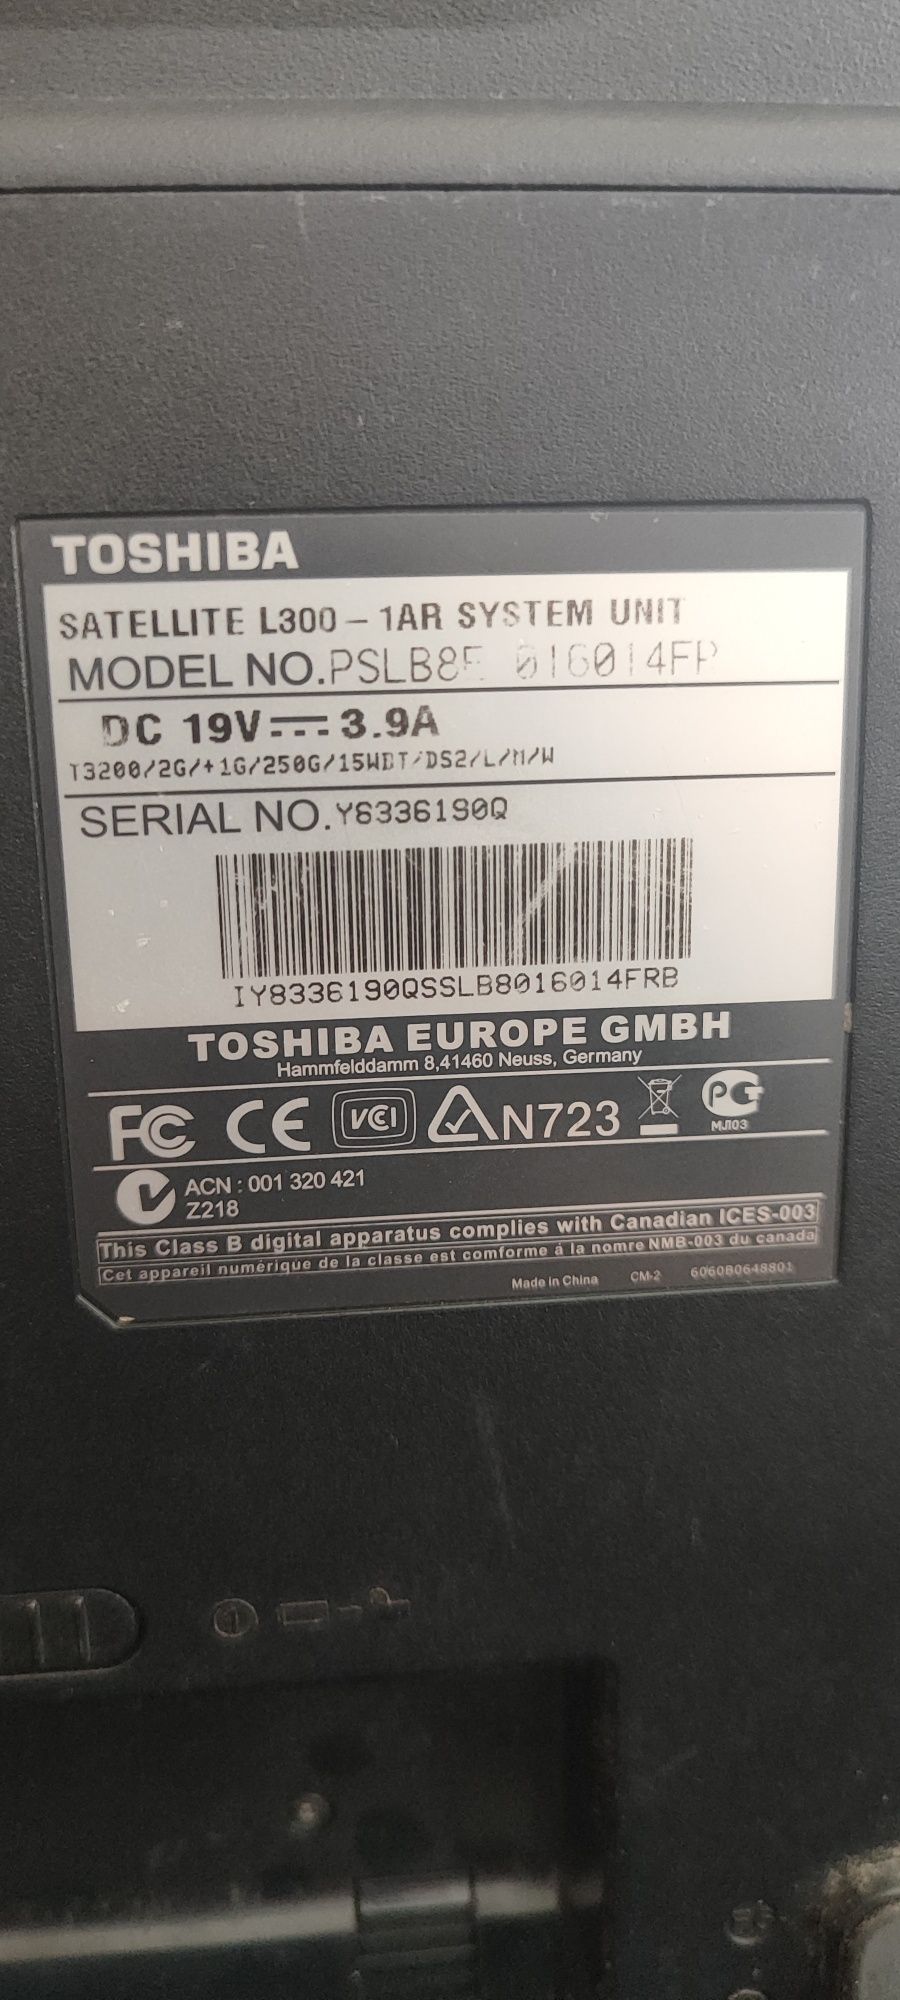 TOSHIBA
SATELLITE L300 – 1AR SYSTEM UNIT
MODEL NO.PSLB8E 016014FR
DC 19V 3.9A
T3200/2G/+1G/250G/15WBT/DS2/L/M/W
SERIAL NO.Y8336190Q
IY8336190QSSLB8016014FRB
TOSHIBA EUROPE GMBH
Hammfelddamm 8,41460 Neuss, Germany
FC CE VCI N723 PG
МЛ03
ACN : 001 320 421
Z218
This Class B digital apparatus complies with Canadian ICES-003
Cet appareil numérique de la classe est comforme á la nomre NMB-003 du canada
Made in China CM-2 6060B0648801